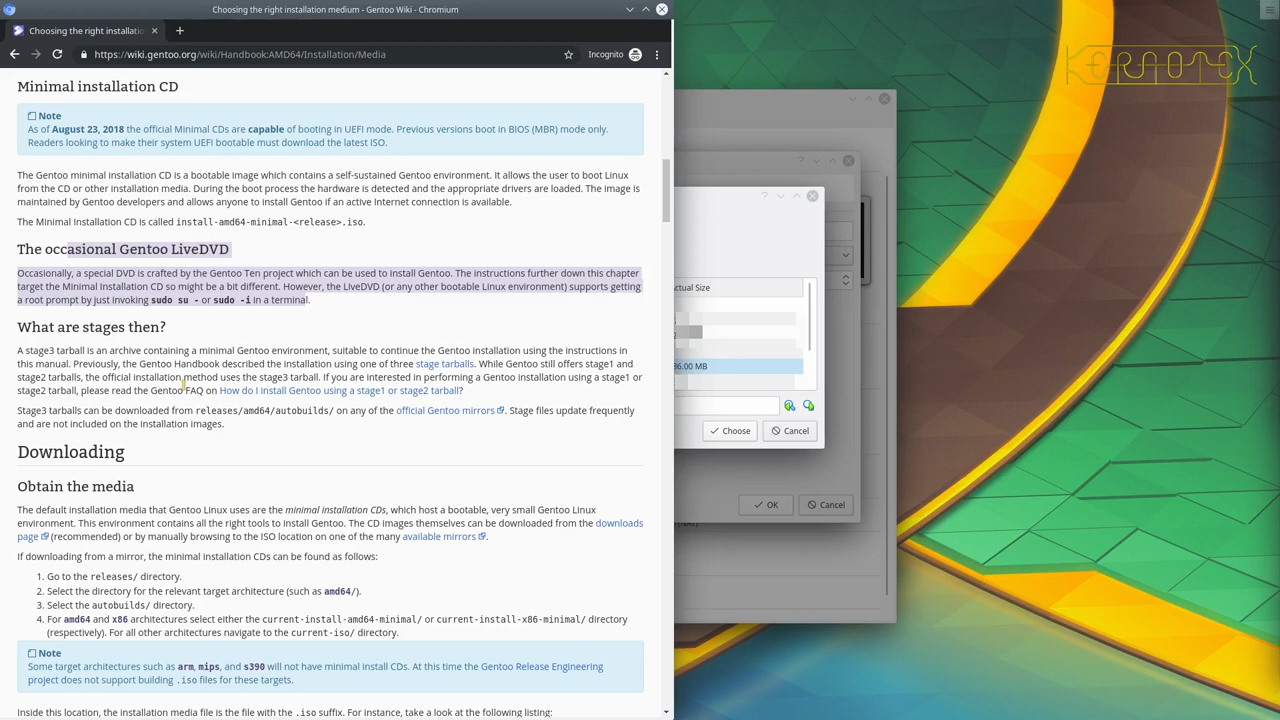 Choosing the right installation medium - Gentoo Wiki - Chromium
Choosing the right installatio
https://wiki.gentoo.org/wiki/Handbook:AMD64/Installation/Media
Incognito
KERAOTEX
Minimal installation CD
Note
As of August 23, 2018 the official Minimal CDs are capable of booting in UEFI mode. Previous versions boot in BIOS (MBR) mode only.
Readers looking to make their system UEFI bootable must download the latest ISO.
The Gentoo minimal installation CD is a bootable image which contains a self-sustained Gentoo environment. It allows the user to boot Linux
from the CD or other installation media. During the boot process the hardware is detected and the appropriate drivers are loaded. The image is
maintained by Gentoo developers and allows anyone to install Gentoo if an active Internet connection is available.
The Minimal Installation CD is called install-amd64-minimal-<release>.iso.
The occasional Gentoo LiveDVD
Occasionally, a special DVD is crafted by the Gentoo Ten project which can be used to install Gentoo. The instructions further down this chapter
target the Minimal Installation CD so might be a bit different. However, the LiveDVD (or any other bootable Linux environment) supports getting
a root prompt by just invoking sudo su - or sudo -i in a terminal.
What are stages then?
A stage3 tarball is an archive containing a minimal Gentoo environment, suitable to continue the Gentoo installation using the instructions in
this manual. Previously, the Gentoo Handbook described the installation using one of three stage tarballs. While Gentoo still offers stage1 and
stage2 tarballs, the official installation method uses the stage3 tarball. If you are interested in performing a Gentoo installation using a stage1 or
stage2 tarball, please read the Gentoo FAQ on How do I install Gentoo using a stage1 or stage2 tarball?
Stage3 tarballs can be downloaded from releases/amd64/autobuilds/ on any of the official Gentoo mirrors. Stage files update frequently
and are not included on the installation images.
Downloading
Obtain the media
The default installation media that Gentoo Linux uses are the minimal installation CDs, which host a bootable, very small Gentoo Linux
environment. This environment contains all the right tools to install Gentoo. The CD images themselves can be downloaded from the downloads
page (recommended) or by manually browsing to the ISO location on one of the many available mirrors.
If downloading from a mirror, the minimal installation CDs can be found as follows:
1. Go to the releases/ directory.
2. Select the directory for the relevant target architecture (such as amd64/).
3. Select the autobuilds/ directory.
4. For amd64 and x86 architectures select either the current-install-amd64-minimal/ or current-install-x86-minimal/ directory
(respectively). For all other architectures navigate to the current-iso/ directory.
Note
Some target architectures such as arm, mips, and s390 will not have minimal install CDs. At this time the Gentoo Release Engineering
project does not support building .iso files for these targets.
Inside this location, the installation media file is the file with the .iso suffix. For instance, take a look at the following listing:
ctual Size
86.00 MB
Choose
Cancel
OK
Cancel